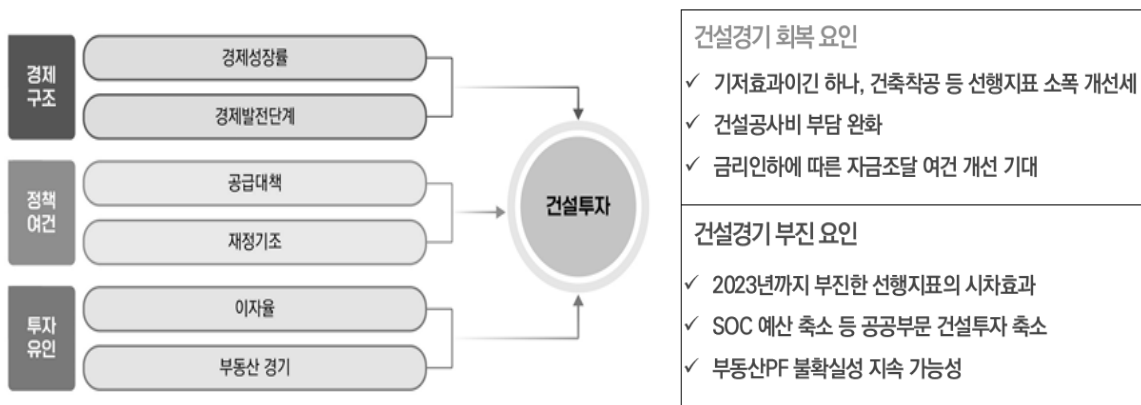 경제
구조
경제성장률
경제발전단계
정책
여건
공급대책
재정기조
투자
유인
이자율
부동산 경기
건설투자
건설경기 회복 요인
✓ 기저효과이긴 하나, 건축착공 등 선행지표 소폭 개선세
✓ 건설공사비 부담 완화
✓ 금리인하에 따른 자금조달 여건 개선 기대
건설경기 부진 요인
✓ 2023년까지 부진한 선행지표의 시차효과
✓ SOC 예산 축소 등 공공부문 건설투자 축소
✓ 부동산PF 불확실성 지속 가능성